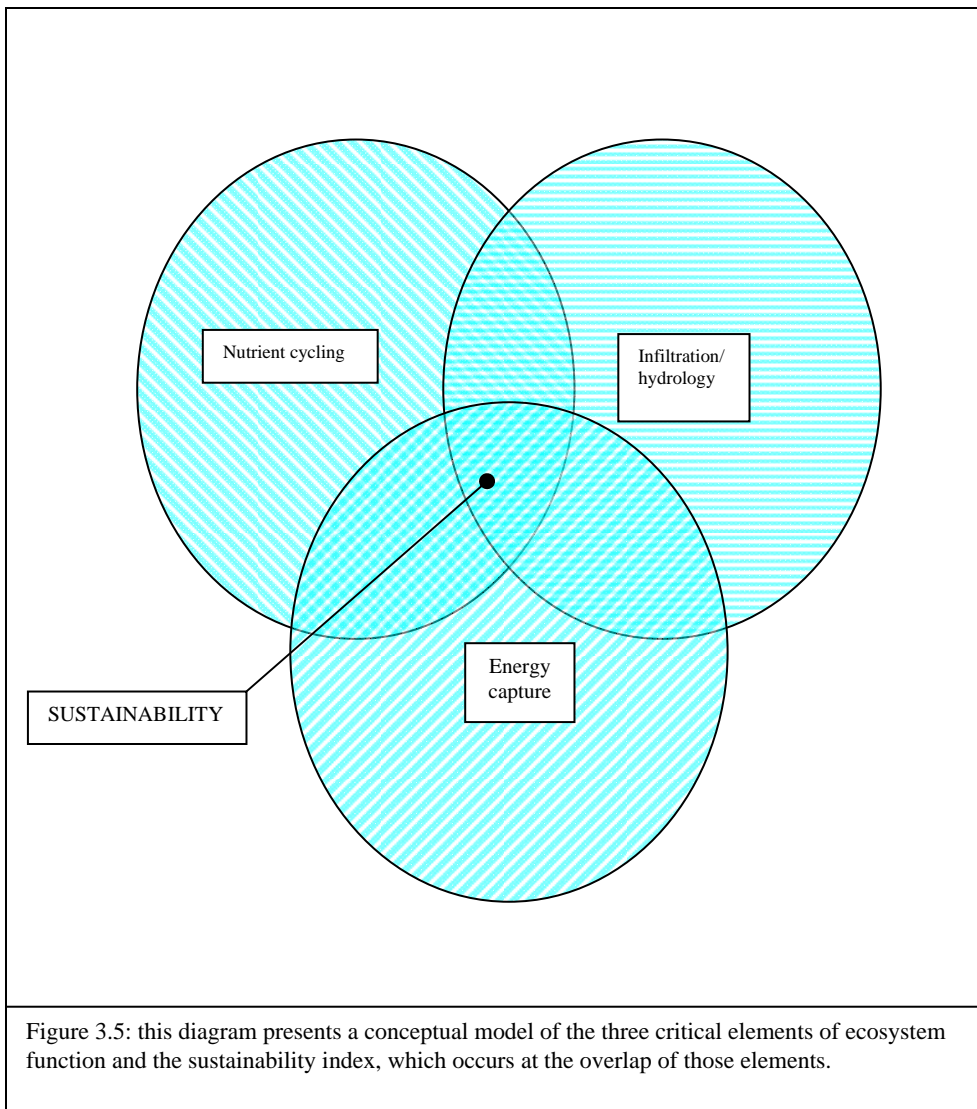 Nutrient cycling
Infiltration/
hydrology
Energy
capture
SUSTAINABILITY
Figure 3.5: this diagram presents a conceptual model of the three critical elements of ecosystem
function and the sustainability index, which occurs at the overlap of those elements.